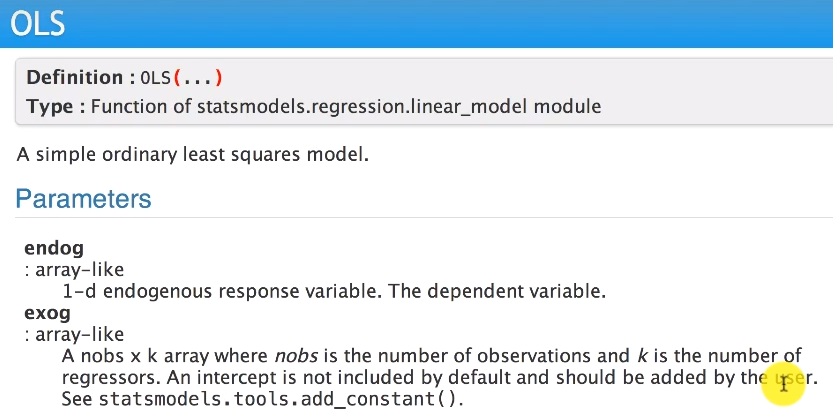 OLS
Definition : OLS(...)
Type : Function of statsmodels.regression.linear_model module
A simple ordinary least squares model.
Parameters
endog
: array-like
1-d endogenous response variable. The dependent variable.
exog
: array-like
A nobs x k array where nobs is the number of observations and k is the number of
regressors. An intercept is not included by default and should be added by the user.
See statsmodels.tools.add_constant().